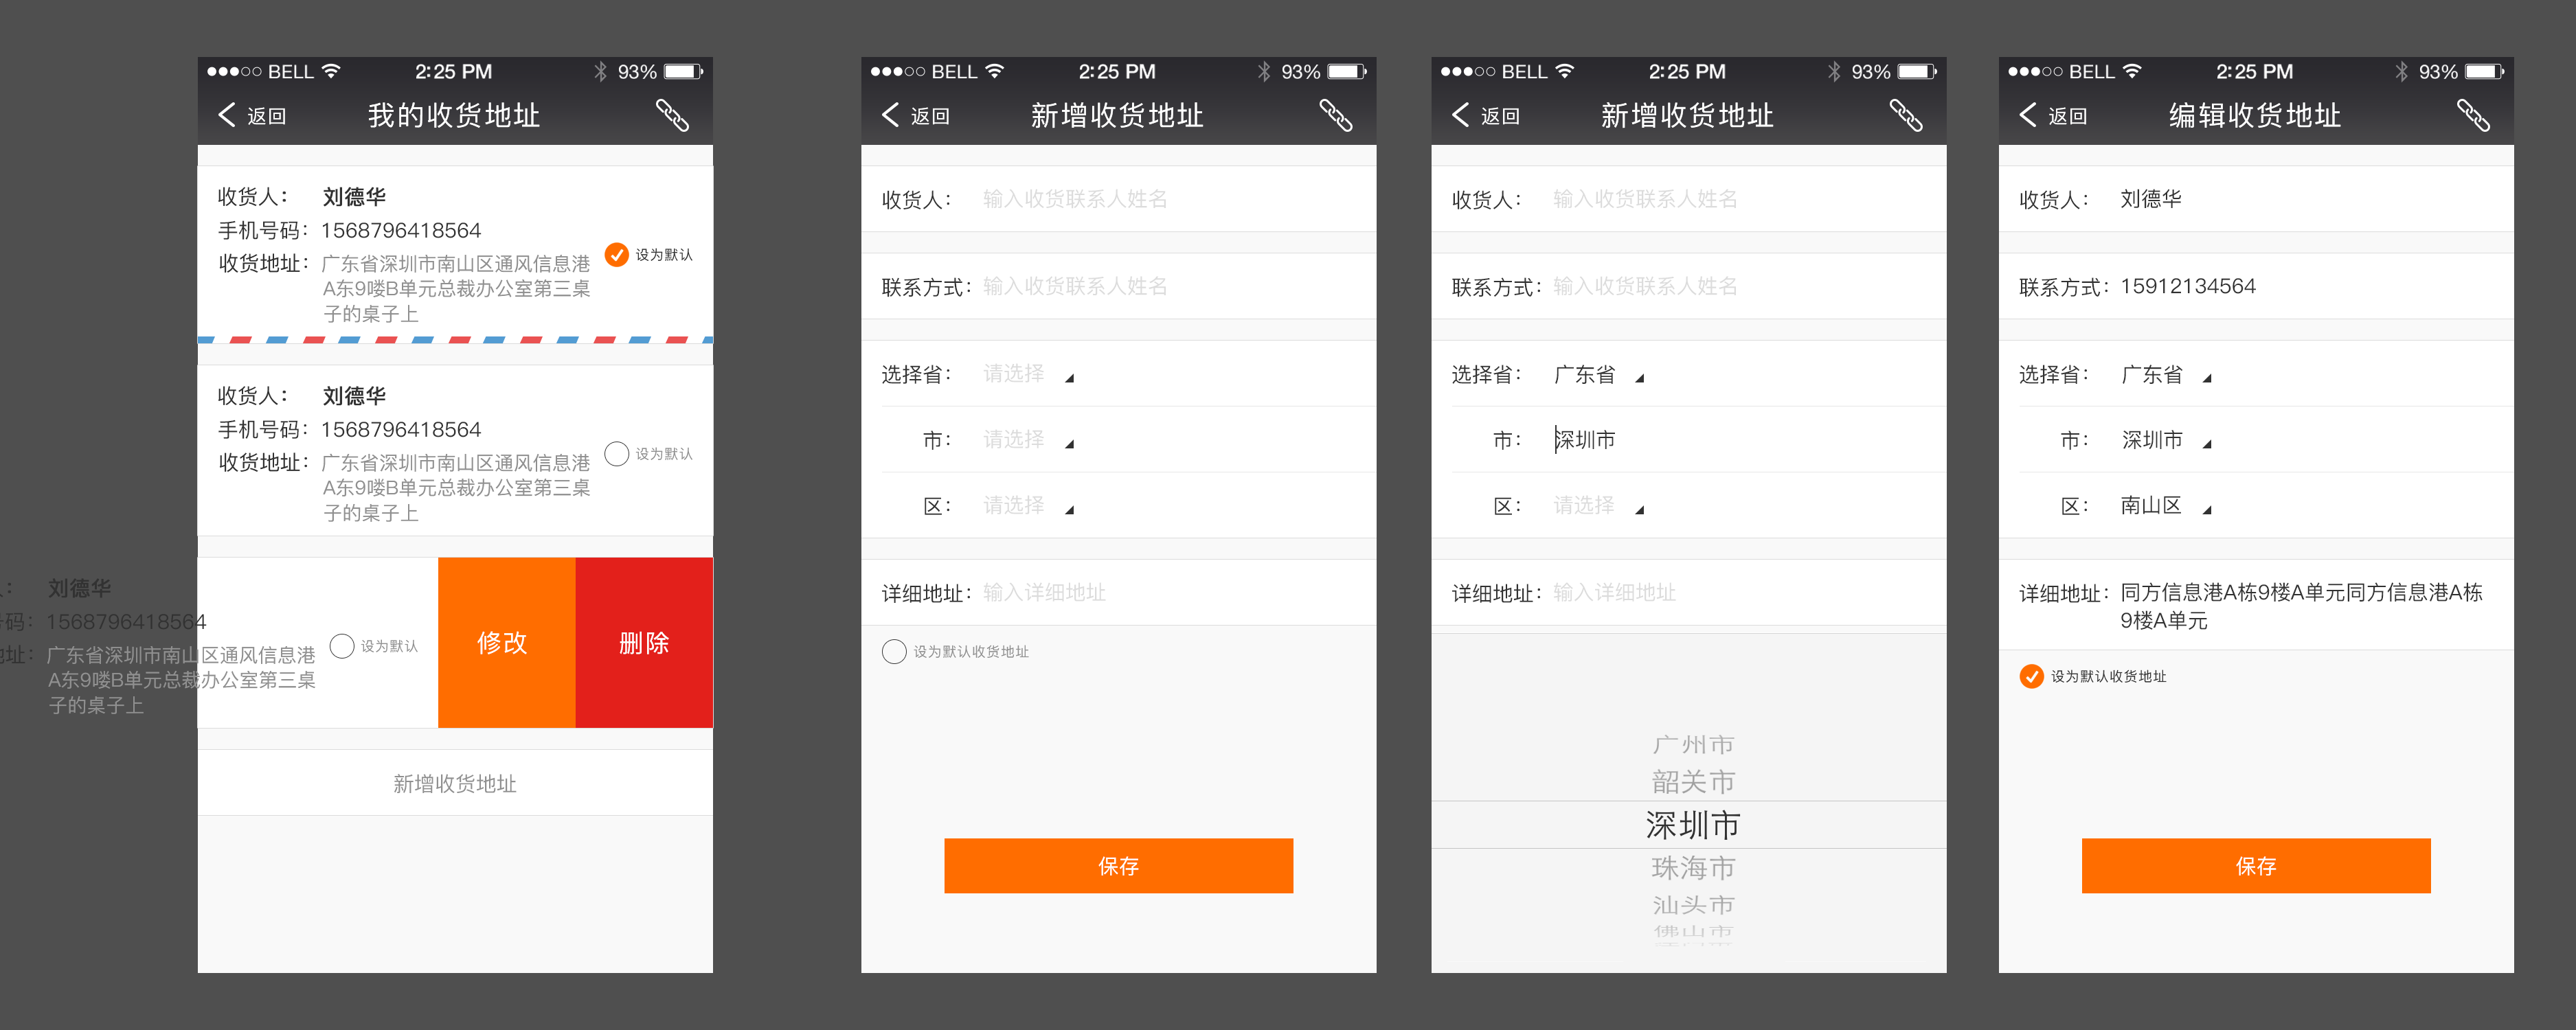 BELL 2:25 PM 93%
返回 我的收货地址
收货人： 刘德华
手机号码： 1568796418564
收货地址： 广东省深圳市南山区通风信息港
A东9喽B单元总裁办公室第三桌
子的桌子上
设为默认
收货人： 刘德华
手机号码： 1568796418564
收货地址： 广东省深圳市南山区通风信息港
A东9喽B单元总裁办公室第三桌
子的桌子上
设为默认
人： 刘德华
号码： 1568796418564
地址： 广东省深圳市南山区通风信息港
A东9喽B单元总裁办公室第三桌
子的桌子上
设为默认
修改
删除
新增收货地址
BELL 2:25 PM 93%
返回 新增收货地址
收货人： 输入收货联系人姓名
联系方式： 输入收货联系人姓名
选择省： 请选择
市： 请选择
区： 请选择
详细地址： 输入详细地址
设为默认收货地址
保存
BELL 2:25 PM 93%
返回 新增收货地址
收货人： 输入收货联系人姓名
联系方式： 输入收货联系人姓名
选择省： 广东省
市： 深圳市
区： 请选择
详细地址： 输入详细地址
广州市
韶关市
深圳市
珠海市
汕头市
佛山市
BELL 2:25 PM 93%
返回 编辑收货地址
收货人： 刘德华
联系方式： 15912134564
选择省： 广东省
市： 深圳市
区： 南山区
详细地址： 同方信息港A栋9楼A单元同方信息港A栋
9楼A单元
设为默认收货地址
保存